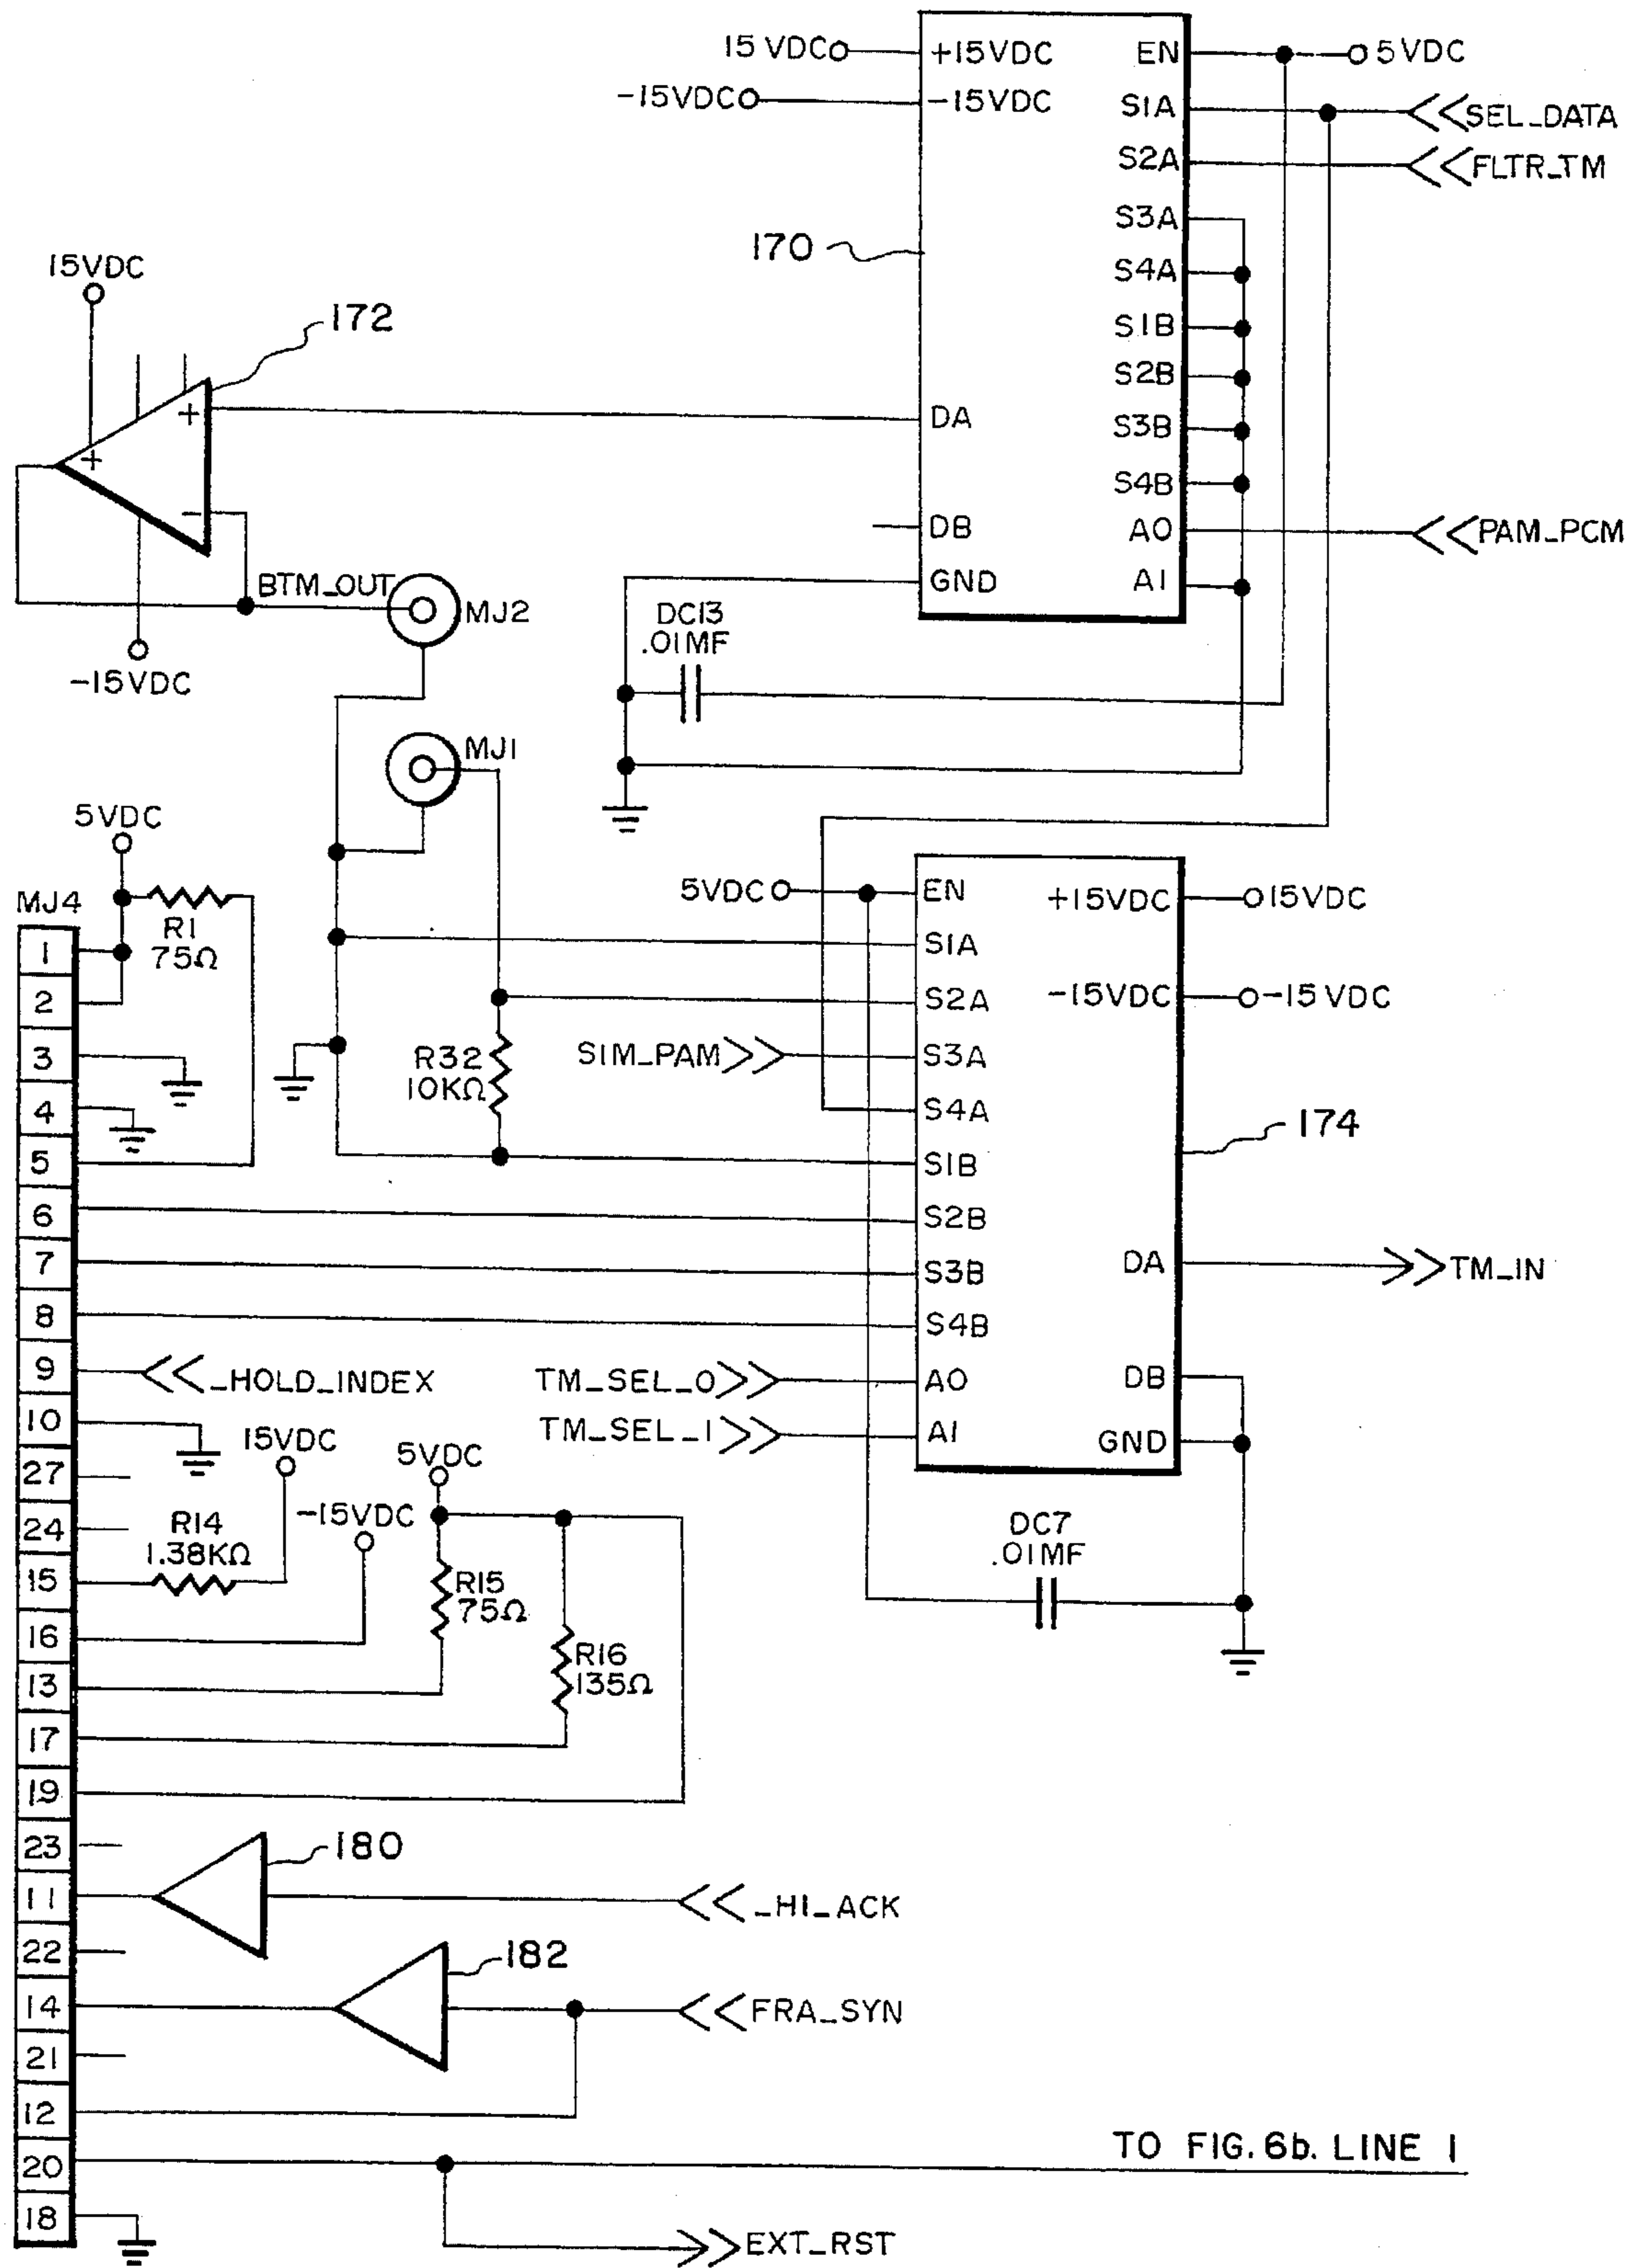 15 VDC
-15VDC
+15VDC
-15VDC
EN
S1A
S2A
S3A
S4A
S1B
S2B
S3B
S4B
A0
A1
DA
DB
GND
5VDC
SEL_DATA
FLTR_TM
PAM_PCM
170
15VDC
172
+
+
-
-15VDC
BTM_OUT
MJ2
DC13
.01MF
MJ1
5VDC
R1
75Ω
MJ4
1
2
3
4
5
6
7
8
9
10
27
24
15
16
13
17
19
23
11
22
14
21
12
20
18
R32
10KΩ
SIM_PAM
5VDC
EN
S1A
S2A
S3A
S4A
S1B
S2B
S3B
S4B
A0
A1
+15VDC
-15VDC
DA
DB
GND
15VDC
-15 VDC
174
TM_IN
_HOLD_INDEX
TM_SEL_0
TM_SEL_1
15VDC
R14
1.38KΩ
-15VDC
5VDC
R15
75Ω
R16
135Ω
DC7
.01MF
180
_HI_ACK
182
FRA_SYN
TO FIG. 6b. LINE 1
EXT_RST